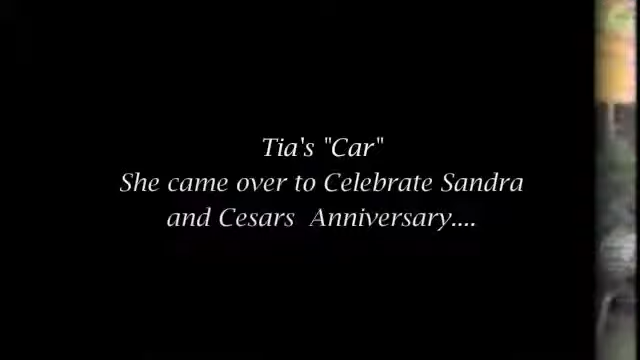 Tia's "Car"
She came over to Celebrate Sandra
and Cesars Anniversary....